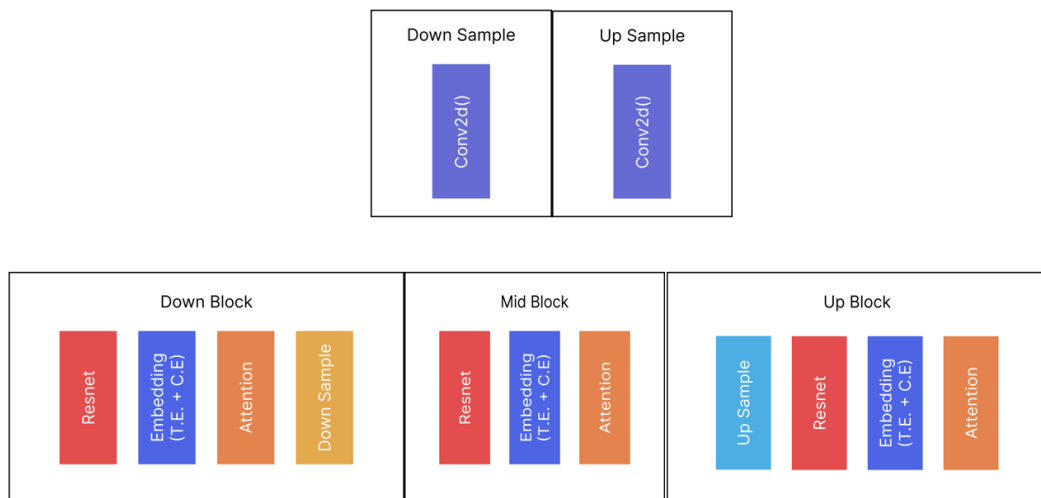 Down Sample
Up Sample
Conv2d()
Conv2d()
Down Block
Mid Block
Up Block
Resnet
Embedding
(T.E. + C.E)
Attention
Down Sample
Resnet
Embedding
(T.E. + C.E)
Attention
Up Sample
Resnet
Embedding
(T.E. + C.E)
Attention